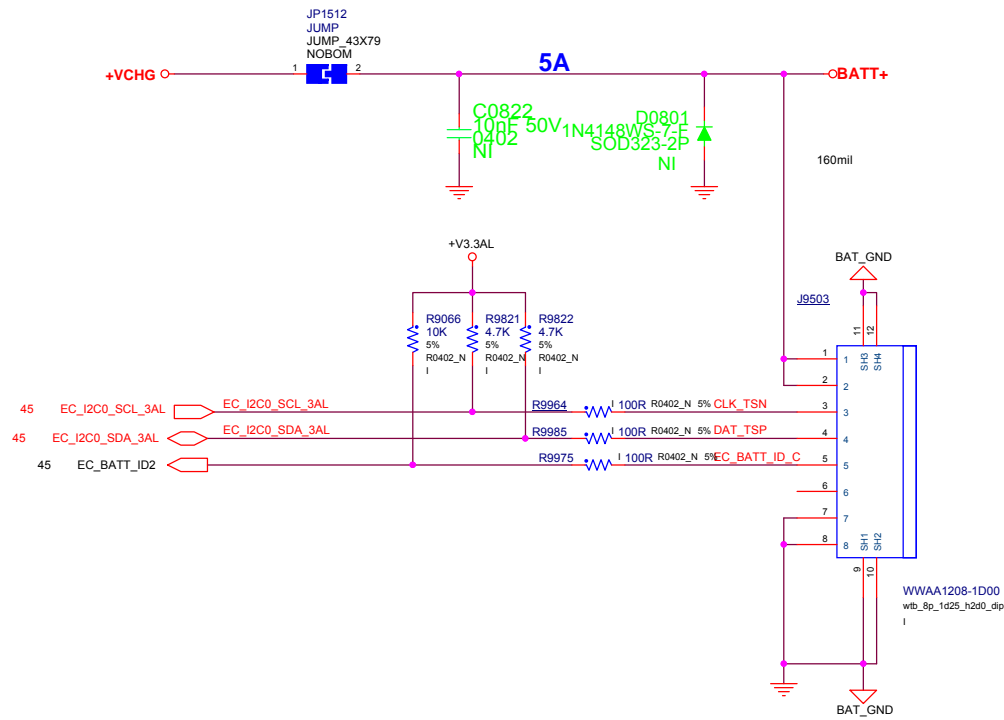 JP1512
JUMP
JUMP_43X79
NOBOM
+VCHG
1
2
5A
BATT+
C0822
10nF 50V
0402
NI
D0801
1N4148WS-7-F
SOD323-2P
NI
160mil
+V3.3AL
BAT_GND
J9503
R9066
10K
5%
R0402_N
I
R9821
4.7K
5%
R0402_N
I
R9822
4.7K
5%
R0402_N
I
11
12
SH3
SH4
1
1
2
2
45 EC_I2C0_SCL_3AL
EC_I2C0_SCL_3AL
R9964
I 100R R0402_N 5% CLK_TSN
3
3
45 EC_I2C0_SDA_3AL
EC_I2C0_SDA_3AL
R9985
I 100R R0402_N 5% DAT_TSP
4
4
45 EC_BATT_ID2
R9975
I 100R R0402_N 5% EC_BATT_ID_C
5
5
6
6
7
7
8
8
SH1
SH2
9
10
WWAA1208-1D00
wtb_8p_1d25_h2d0_dip
I
BAT_GND